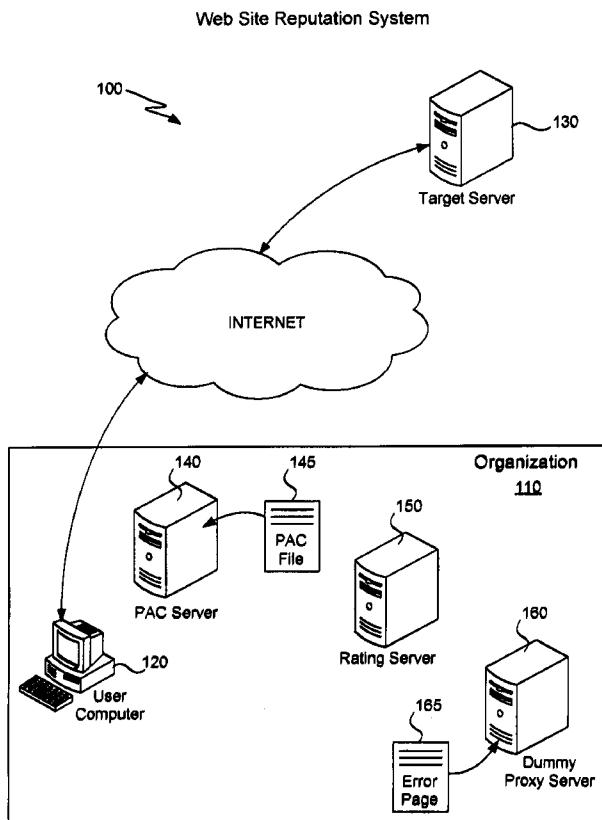 Web Site Reputation System
100
130
Target Server
INTERNET
Organization
110
140
145
PAC
File
PAC Server
150
Rating Server
120
User
Computer
160
165
Error
Page
Dummy
Proxy Server